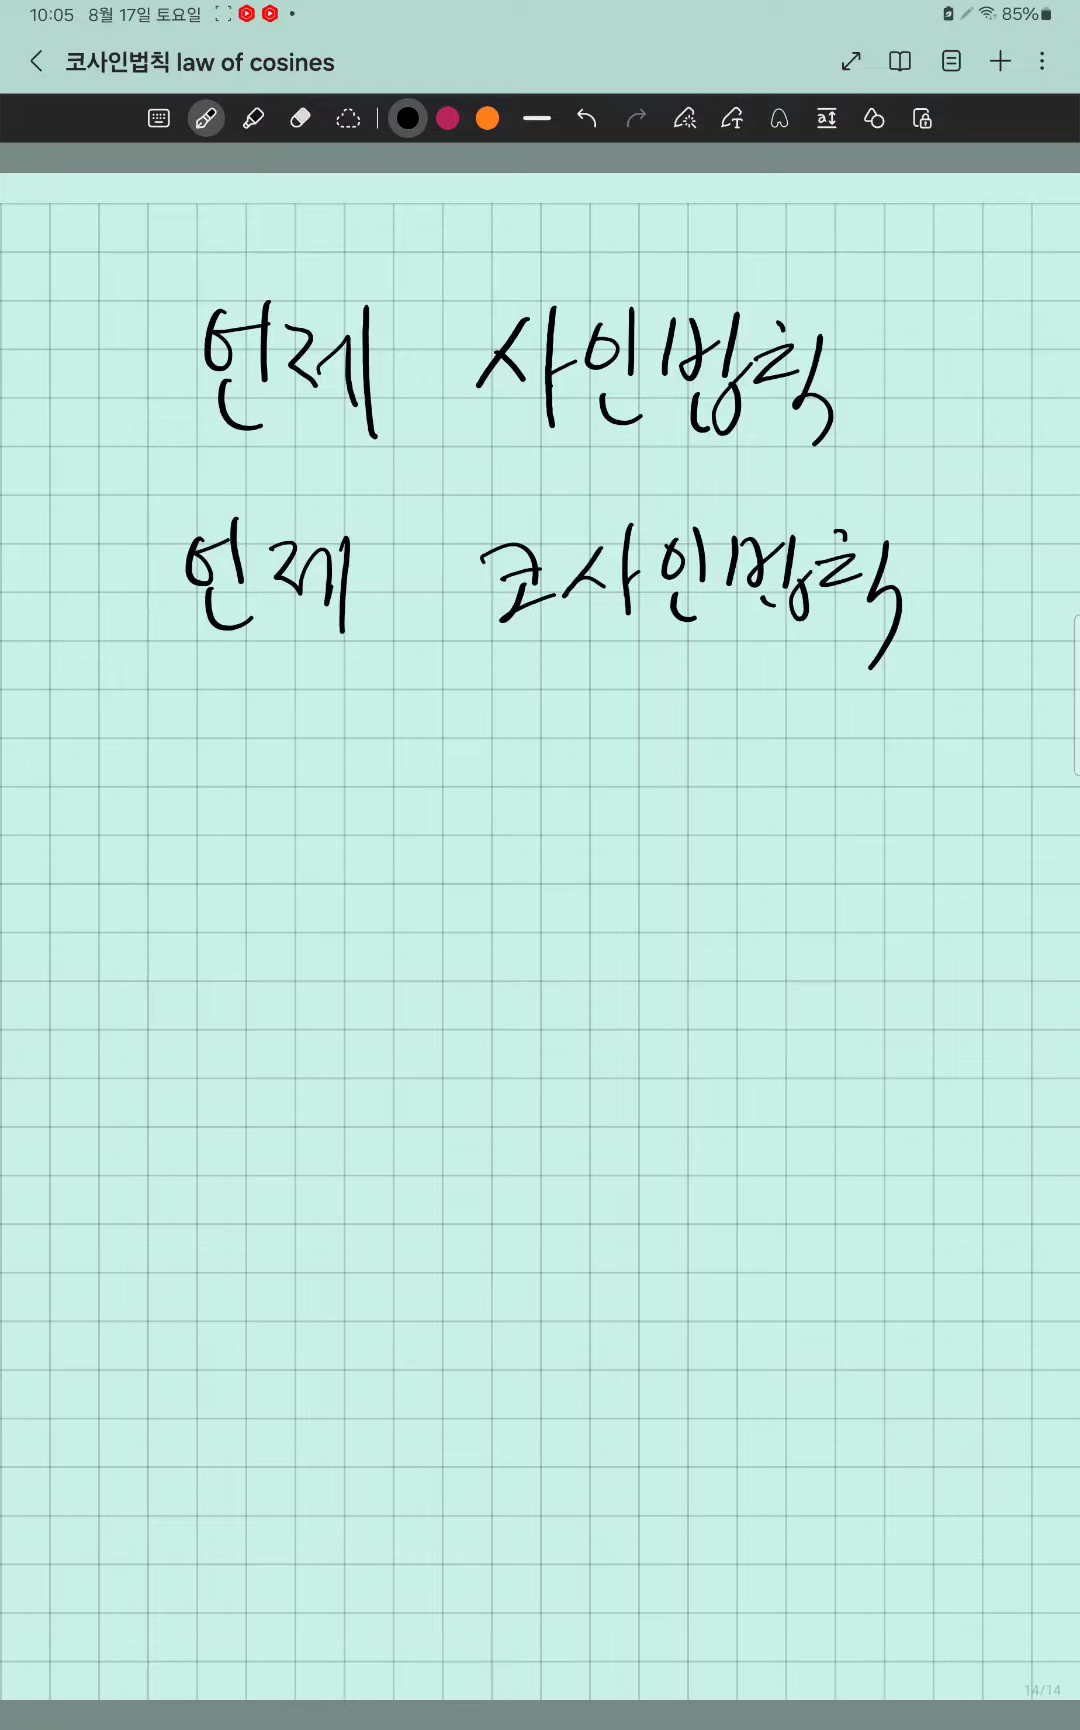 10:05 8월 17일 토요일 85%
코사인법칙 law of cosines
언제 사인법칙
언제 코사인법칙
14/14